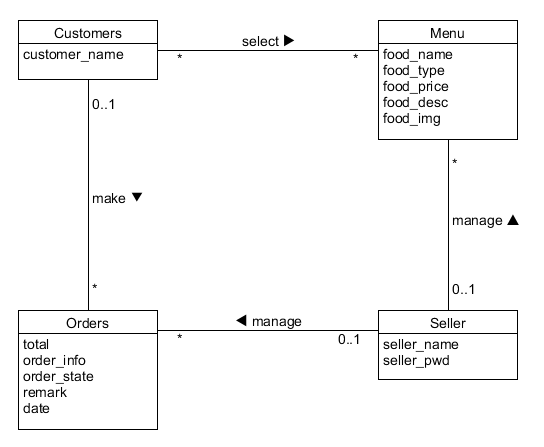 Customers
customer_name
select ▶
*
*
Menu
food_name
food_type
food_price
food_desc
food_img
0..1
make ▼
*
*
manage ▲
0..1
Orders
total
order_info
order_state
remark
date
◀ manage
*
0..1
Seller
seller_name
seller_pwd